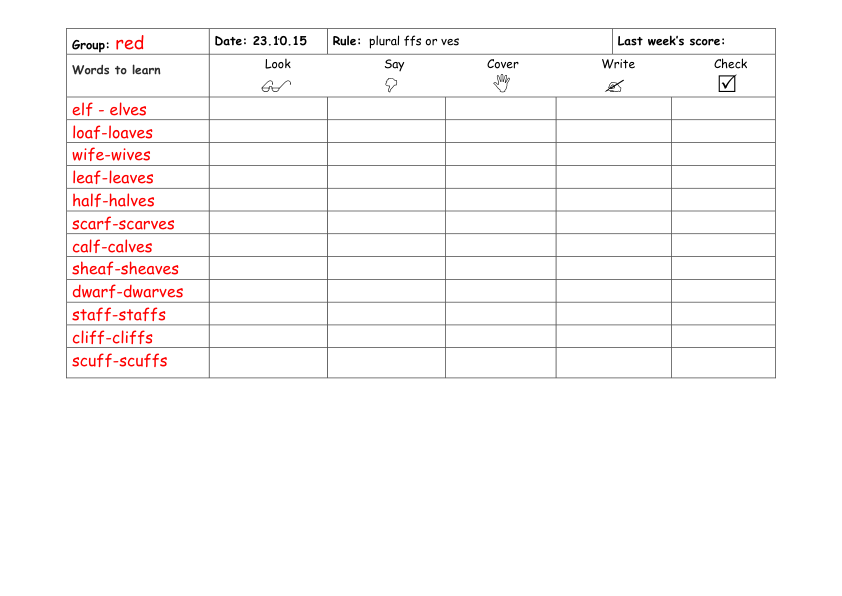 Group: red Date: 23.10.15 Rule: plural ffs or ves Last week's score:
Words to learn Look Say Cover Write Check
elf - elves
loaf-loaves
wife-wives
leaf-leaves
half-halves
scarf-scarves
calf-calves
sheaf-sheaves
dwarf-dwarves
staff-staffs
cliff-cliffs
scuff-scuffs